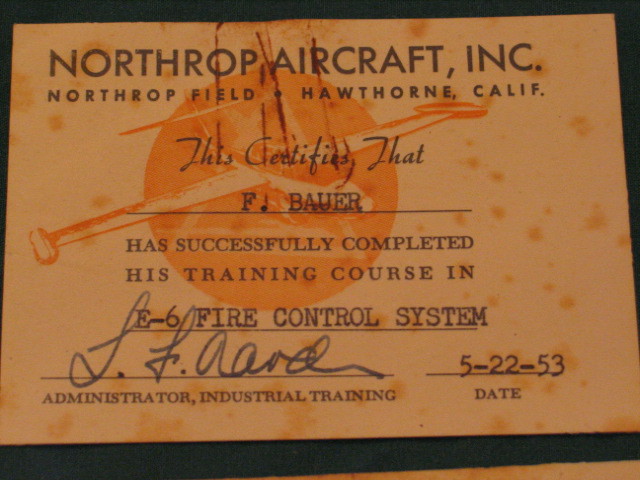 NORTHROP AIRCRAFT, INC.
NORTHROP FIELD • HAWTHORNE, CALIF.
This Certifies That
F. BAUER
HAS SUCCESSFULLY COMPLETED
HIS TRAINING COURSE IN
E-6 FIRE CONTROL SYSTEM
L. F.
5-22-53
ADMINISTRATOR, INDUSTRIAL TRAINING DATE